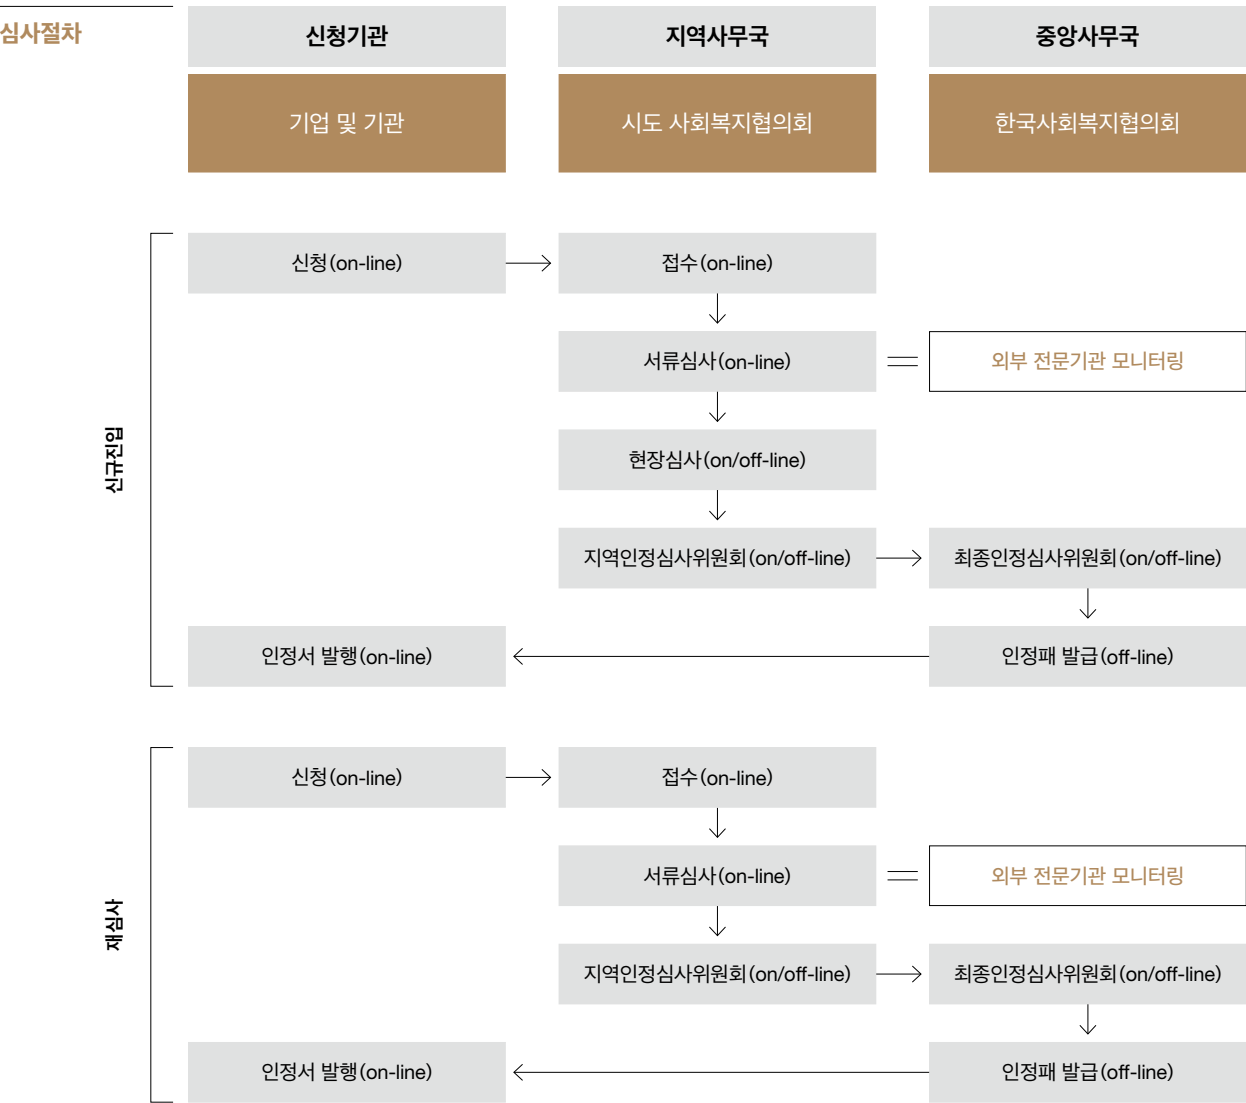 심사절차
신청기관
지역사무국
중앙사무국
기업 및 기관
시도 사회복지협의회
한국사회복지협의회
신규진입
신청(on-line)
접수(on-line)
서류심사(on-line)
외부 전문기관 모니터링
현장심사(on/off-line)
지역인정심사위원회(on/off-line)
최종인정심사위원회(on/off-line)
인정서 발행(on-line)
인정패 발급(off-line)
재심사
신청(on-line)
접수(on-line)
서류심사(on-line)
외부 전문기관 모니터링
지역인정심사위원회(on/off-line)
최종인정심사위원회(on/off-line)
인정서 발행(on-line)
인정패 발급(off-line)